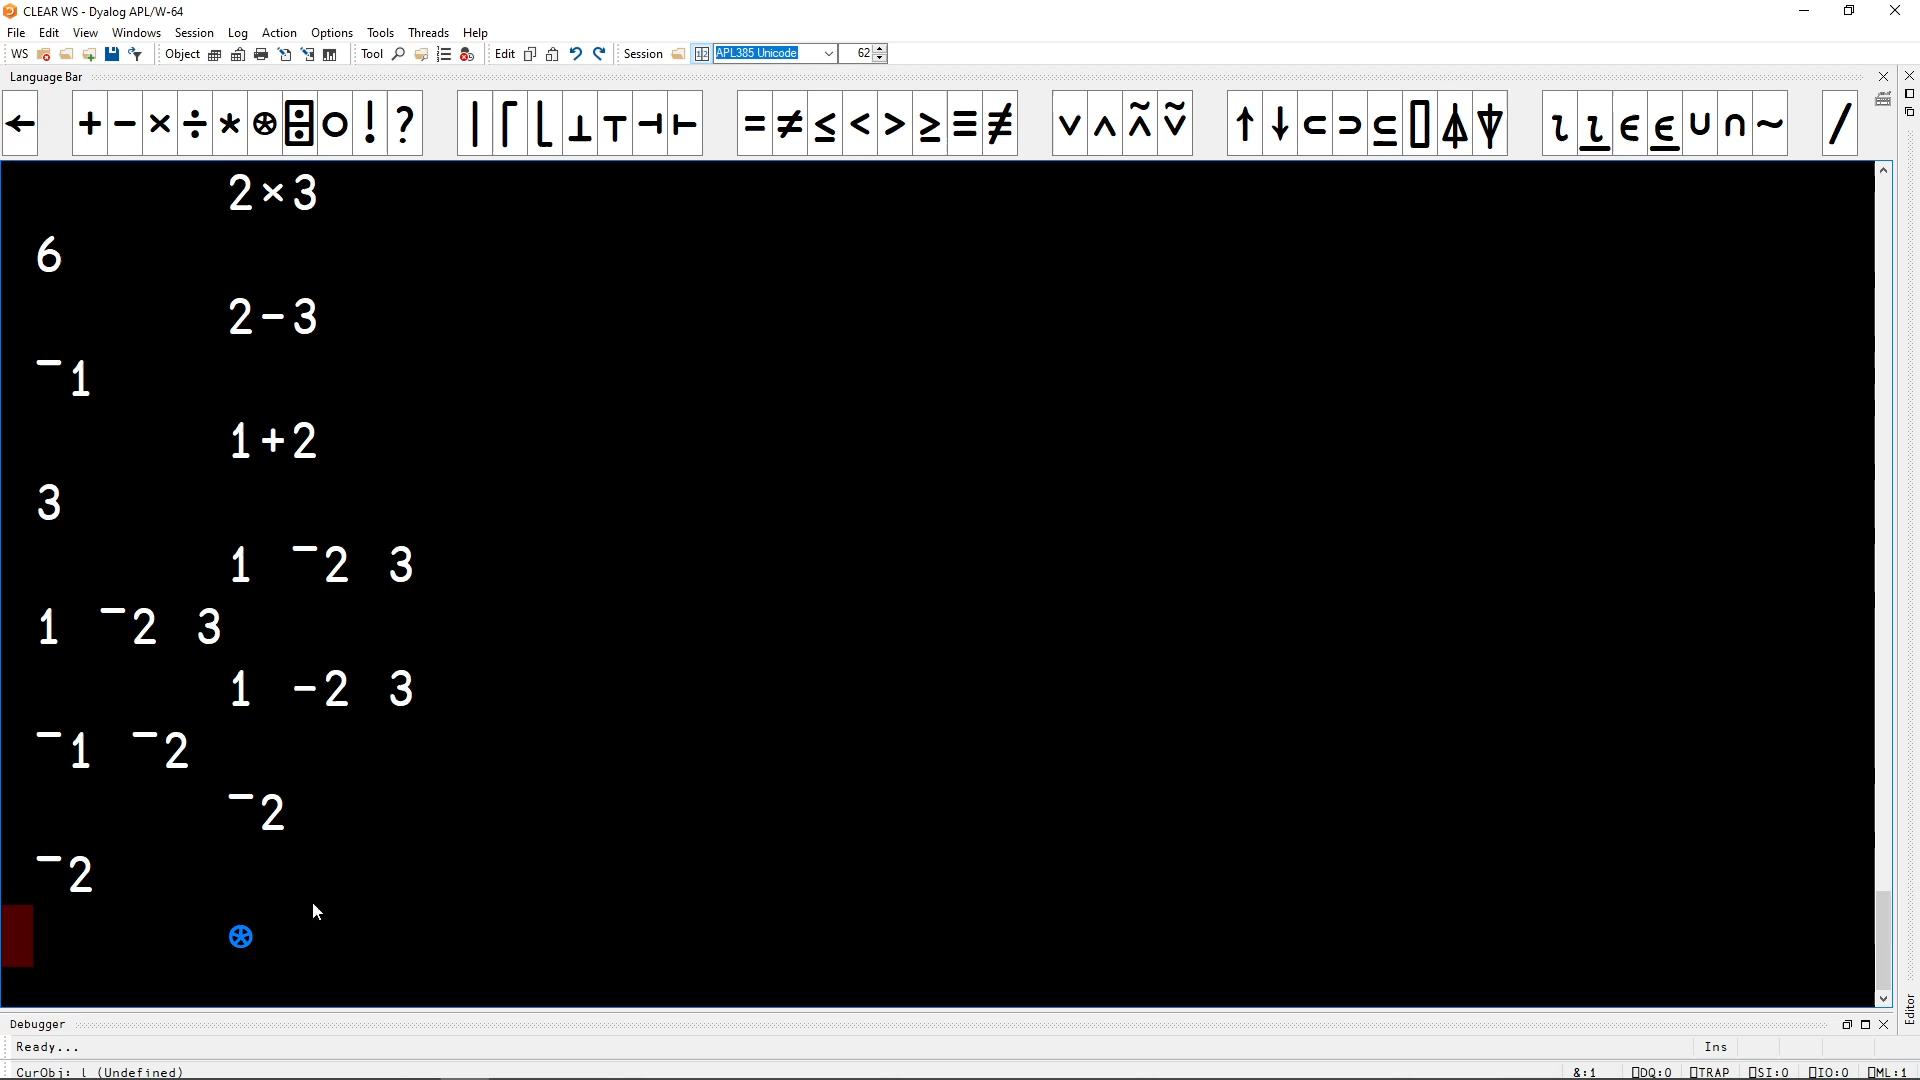 CLEAR WS - Dyalog APL/W-64
File Edit View Windows Session Log Action Options Tools Threads Help
WS Object Tool Edit Session APL385 Unicode 62
Language Bar
← + - × ÷ * ⍟ ⌹ ○ ! ? | ⌈ ⌊ ⊥ ⊤ ⊣ ⊢ = ≠ ≤ < > ≥ ≡ ≢ ∨ ∧ ⍲ ⍱ ↑ ↓ ⊂ ⊃ ⊆ ⌷ ⍋ ⍒ ⍳ ⍸ ∊ ⍷ ∪ ∩ ~ /
2×3
6
2-3
¯1
1+2
3
1 ¯2 3
1 ¯2 3
1 -2 3
¯1 ¯2
¯2
¯2
⍟
Editor
Debugger
Ready...
Ins
CurObj: l (Undefined)
&:1 ⎕DQ:0 ⎕TRAP ⎕SI:0 ⎕IO:0 ⎕ML:1